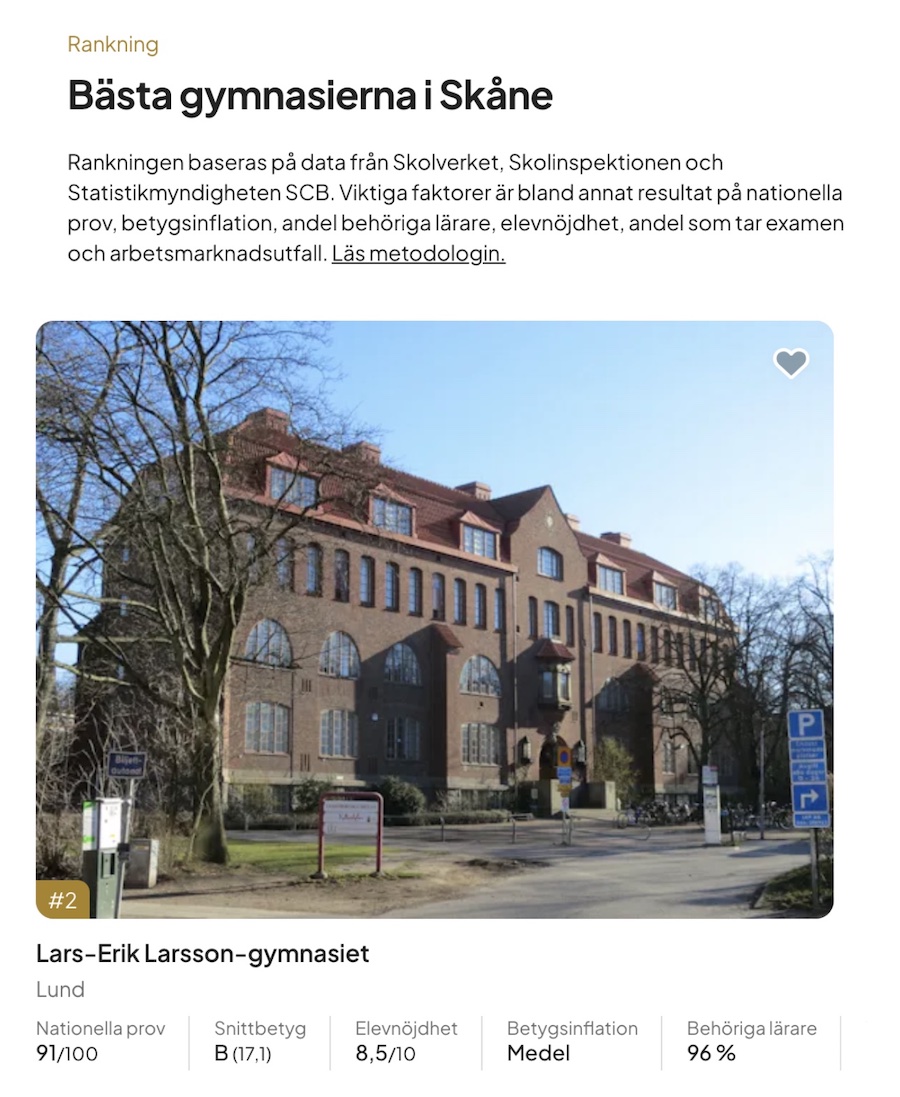 Rankning
Bästa gymnasierna i Skåne
Rankningen baseras på data från Skolverket, Skolinspektionen och
Statistikmyndigheten SCB. Viktiga faktorer är bland annat resultat på nationella
prov, betygsinflation, andel behöriga lärare, elevnöjdhet, andel som tar examen
och arbetsmarknadsutfall. Läs metodologin.
P
#2
Lars-Erik Larsson-gymnasiet
Lund
Nationella prov Snittbetyg Elevnöjdhet Betygsinflation Behöriga lärare
91/100 B (17,1) 8,5/10 Medel 96 %